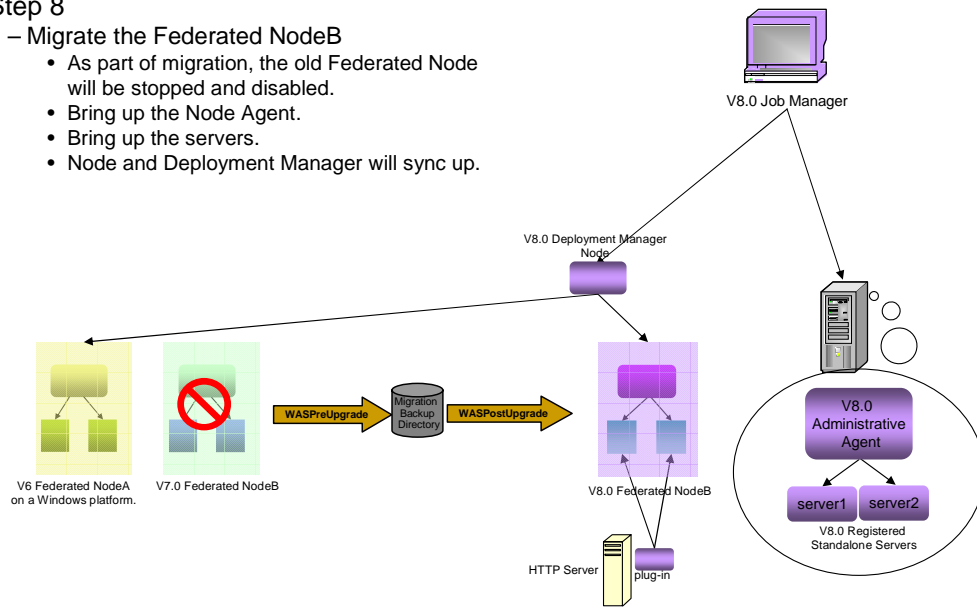 Step 8
– Migrate the Federated NodeB
• As part of migration, the old Federated Node
will be stopped and disabled.
• Bring up the Node Agent.
• Bring up the servers.
• Node and Deployment Manager will sync up.
V8.0 Job Manager
V8.0 Deployment Manager
Node
WASPreUpgrade
Migration
Backup
Directory
WASPostUpgrade
V6 Federated NodeA
on a Windows platform.
V7.0 Federated NodeB
V8.0 Federated NodeB
HTTP Server
plug-in
V8.0
Administrative
Agent
server1
server2
V8.0 Registered
Standalone Servers